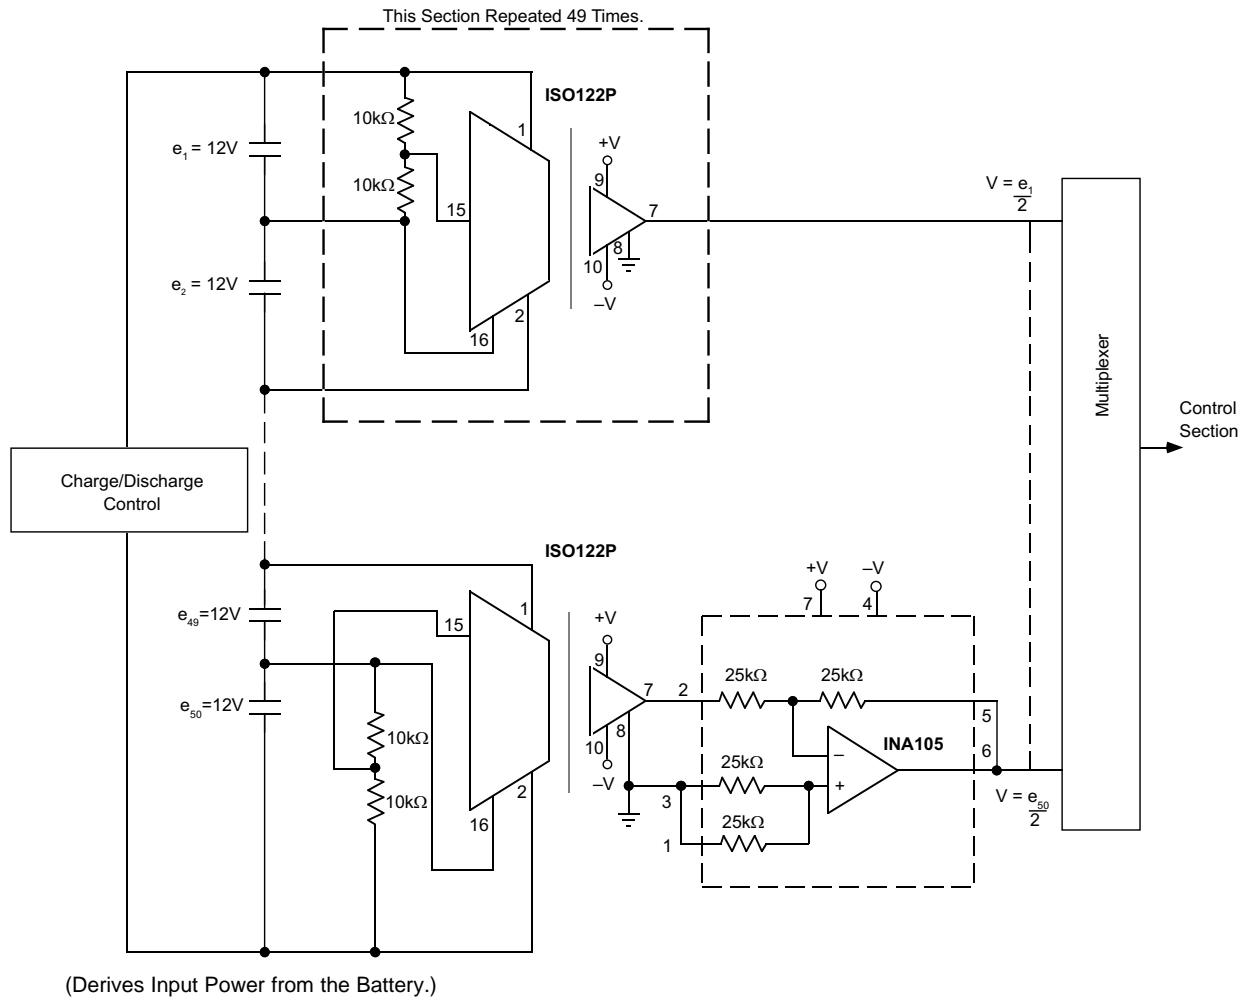 This Section Repeated 49 Times.
ISO122P
10kΩ
1
+V
e1 = 12V
9
V = e1
2
10kΩ
15
7
8
10
e2 = 12V
–V
2
16
Multiplexer
Control
Section
Charge/Discharge
Control
ISO122P
+V
–V
7
4
e49=12V
1
15
+V
9
25kΩ
25kΩ
7
2
e50=12V
5
8
10kΩ
10
INA105
6
–
25kΩ
–V
+
2
3
V = e50
2
10kΩ
16
25kΩ
1
(Derives Input Power from the Battery.)